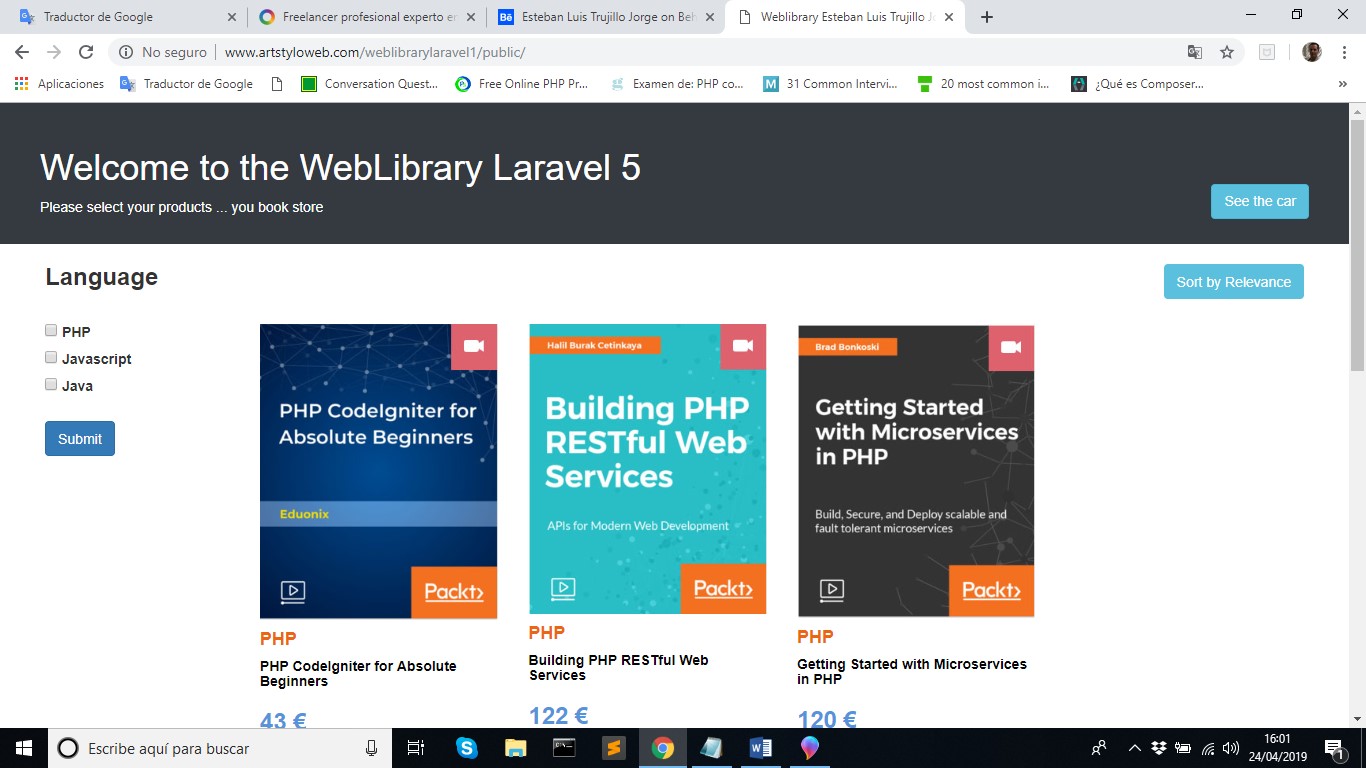 Traductor de Google
Freelancer profesional experto en
Esteban Luis Trujillo Jorge on Beh
Weblibrary Esteban Luis Trujillo Jo
No seguro
www.artstyloweb.com/weblibrarylaravel1/public/
Aplicaciones
Traductor de Google
Conversation Quest...
Free Online PHP Pr...
Examen de: PHP co...
31 Common Intervi...
20 most common i...
¿Qué es Composer...
»
Welcome to the WebLibrary Laravel 5
Please select your products ... you book store
See the car
Language
Sort by Relevance
PHP
Javascript
Java
Submit
PHP CodeIgniter for
Absolute Beginners
Eduonix
Packt›
Halil Burak Cetinkaya
Building PHP
RESTful Web
Services
APIs for Modern Web Development
Packt›
Brad Bonkoski
Getting Started
with Microservices
in PHP
Build, Secure, and Deploy scalable and
fault tolerant microservices
Packt›
PHP
PHP CodeIgniter for Absolute
Beginners
43 €
PHP
Building PHP RESTful Web
Services
122 €
PHP
Getting Started with Microservices
in PHP
120 €
Escribe aquí para buscar
16:01
24/04/2019
1